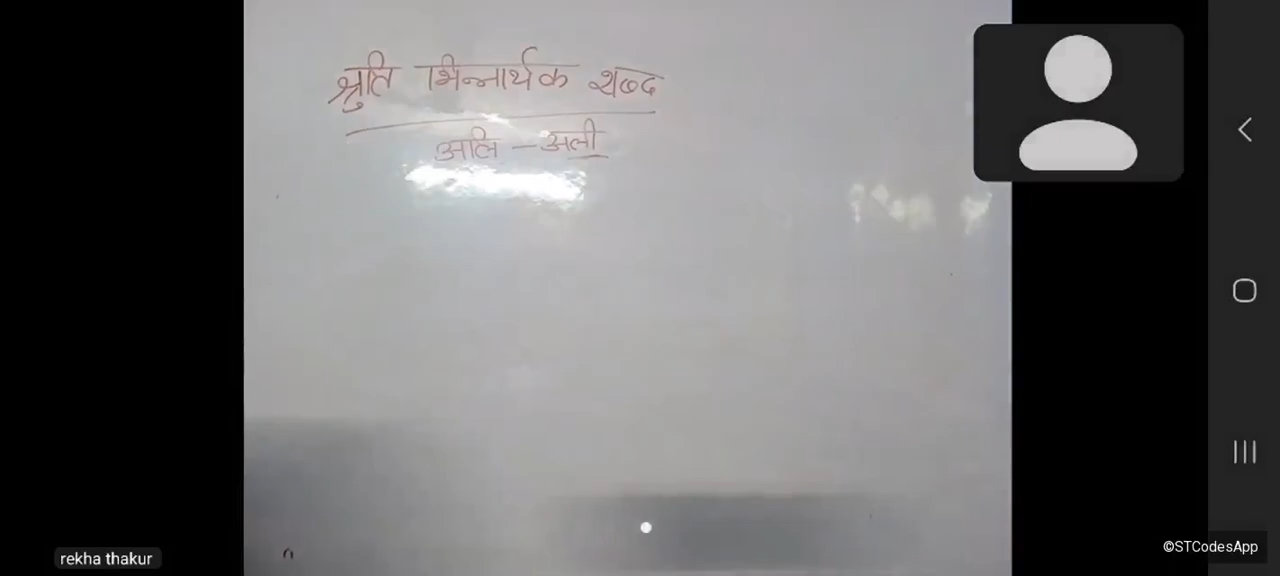 श्रुति भिन्नार्थक शब्द
अलि – अली
rekha thakur
©STCodesApp